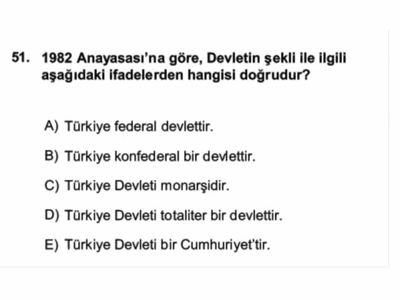 51. 1982 Anayasası'na göre, Devletin şekli ile ilgili
aşağıdaki ifadelerden hangisi doğrudur?
A) Türkiye federal devlettir.
B) Türkiye konfederal bir devlettir.
C) Türkiye Devleti monarşidir.
D) Türkiye Devleti totaliter bir devlettir.
E) Türkiye Devleti bir Cumhuriyet'tir.